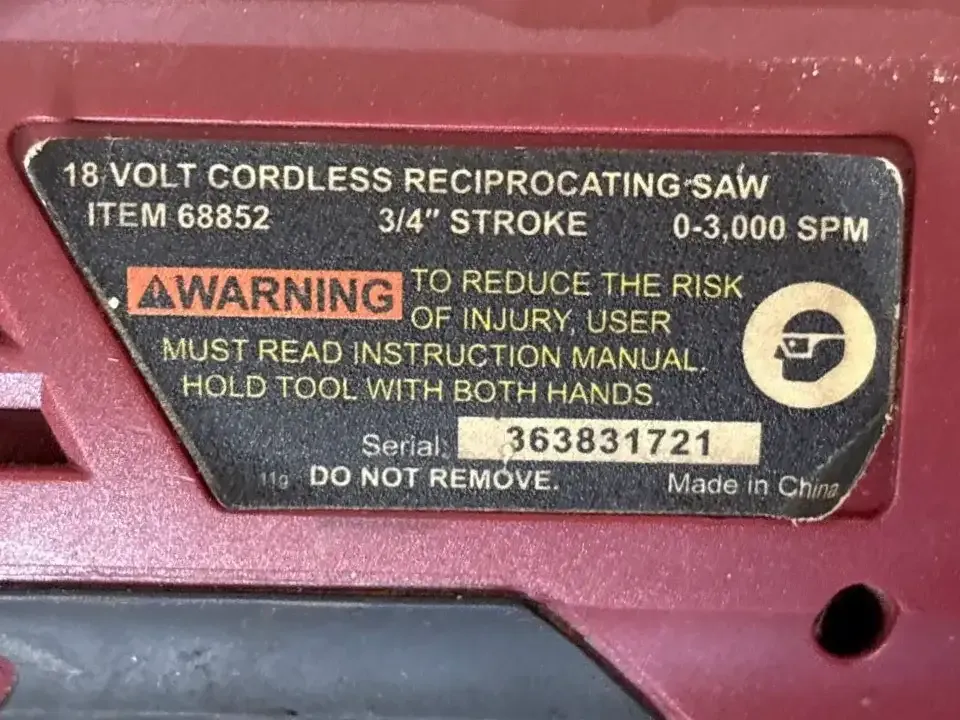 18 VOLT CORDLESS RECIPROCATING SAW
ITEM 68852 3/4" STROKE 0-3,000 SPM
⚠WARNING TO REDUCE THE RISK
OF INJURY, USER
MUST READ INSTRUCTION MANUAL.
HOLD TOOL WITH BOTH HANDS.
Serial 363831721
11g DO NOT REMOVE. Made in China